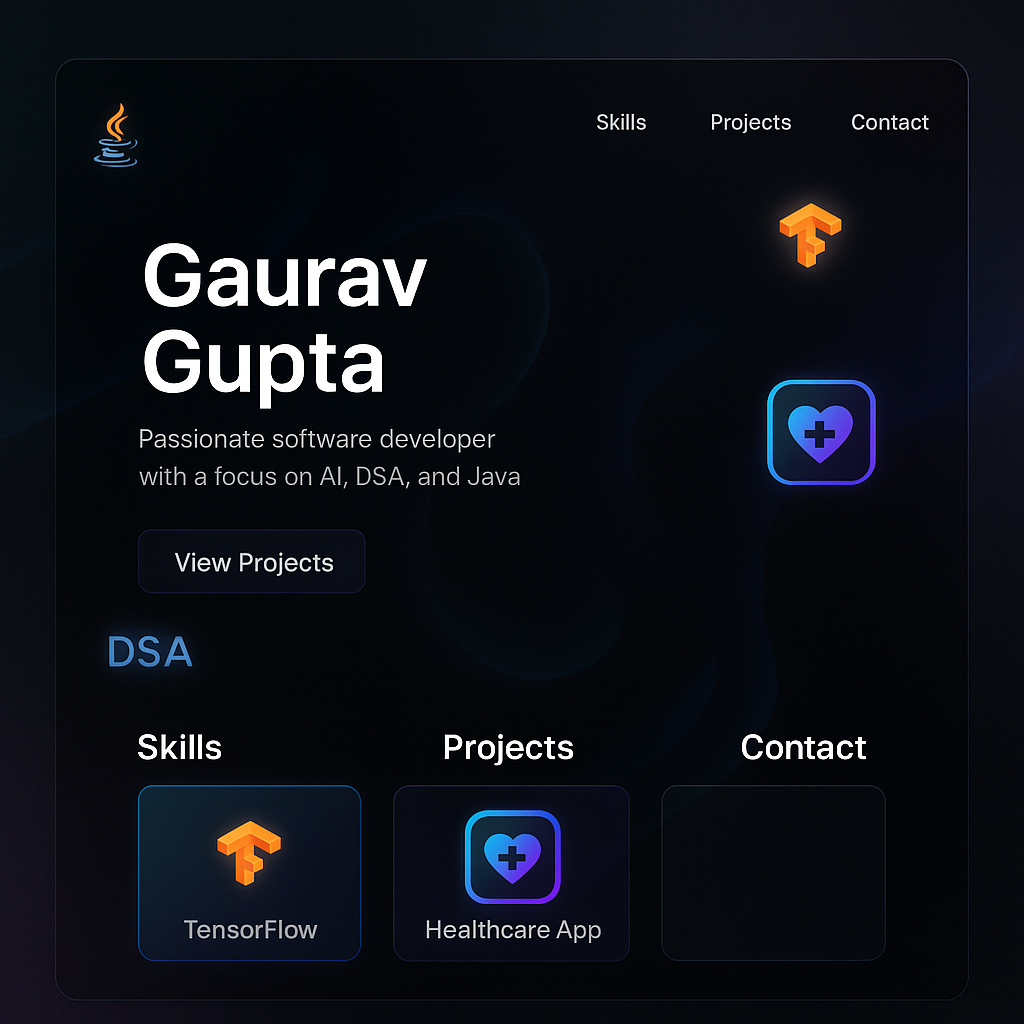 Skills Projects Contact
Gaurav
Gupta
Passionate software developer
with a focus on AI, DSA, and Java
View Projects
DSA
Skills Projects Contact
TensorFlow Healthcare App